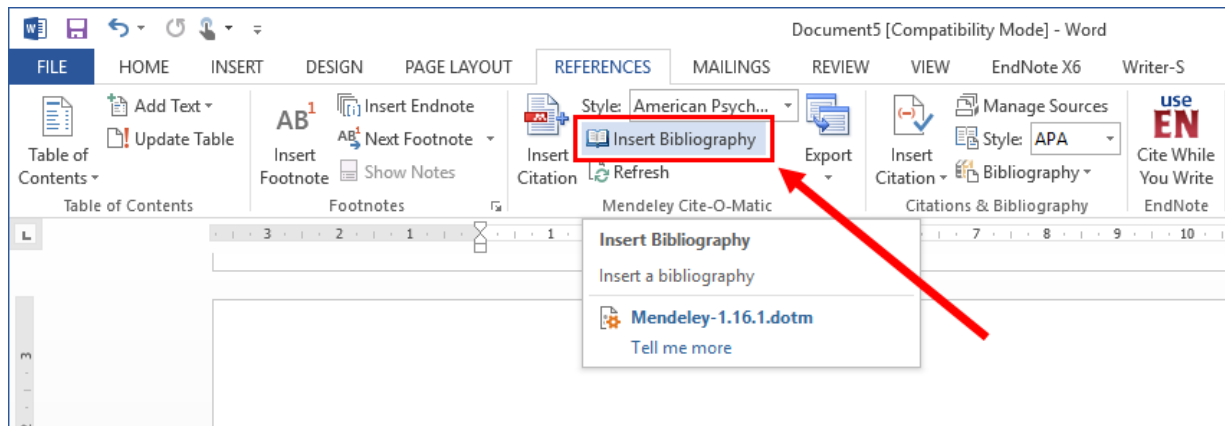 Document5 [Compatibility Mode] - Word
FILE HOME INSERT DESIGN PAGE LAYOUT REFERENCES MAILINGS REVIEW VIEW EndNote X6 Writer-S
Table of Contents
Add Text
Update Table
Table of Contents
AB1
Insert Footnote
Insert Endnote
Next Footnote
Show Notes
Footnotes
Insert Citation
Style: American Psych...
Insert Bibliography
Refresh
Export
Mendeley Cite-O-Matic
Insert Citation
Manage Sources
Style: APA
Bibliography
Citations & Bibliography
use
EN
Cite While
You Write
EndNote
3 2 1 1 7 8 9 10
Insert Bibliography
Insert a bibliography
Mendeley-1.16.1.dotm
Tell me more
3